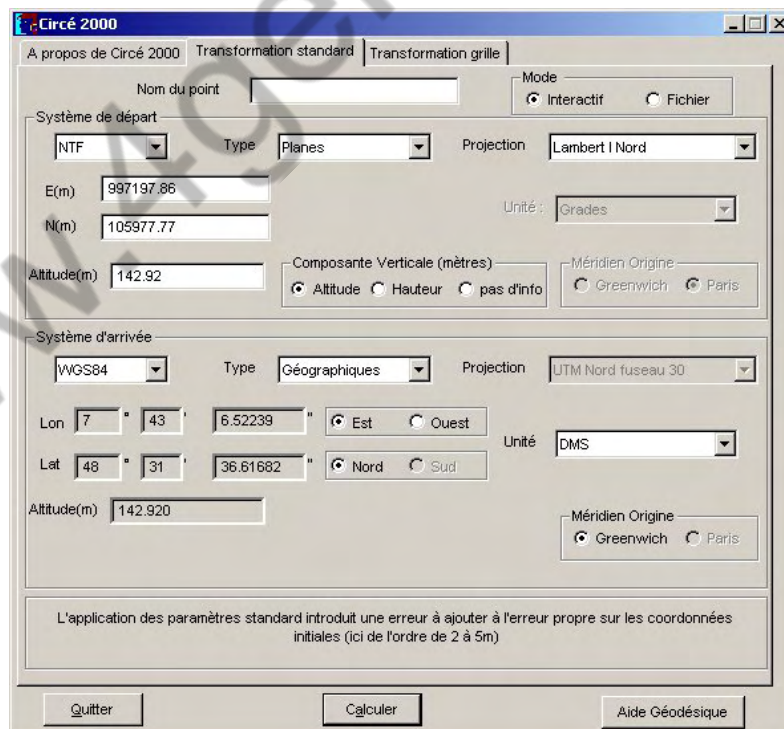 Circé 2000
A propos de Circé 2000 Transformation standard Transformation grille
Nom du point
Mode
Interactif Fichier
Système de départ
NTF Type Planes Projection Lambert I Nord
E(m) 997197.86
Unité : Grades
N(m) 105977.77
Altitude(m) 142.92
Composante Verticale (mètres)
Altitude Hauteur pas d'info
Méridien Origine
Greenwich Paris
Système d'arrivée
WGS84 Type Géographiques Projection UTM Nord fuseau 30
Lon 7 ° 43 ' 6.52239 " Est Ouest
Unité DMS
Lat 48 ° 31 ' 36.61682 " Nord Sud
Altitude(m) 142.920
Méridien Origine
Greenwich Paris
L'application des paramètres standard introduit une erreur à ajouter à l'erreur propre sur les coordonnées
initiales (ici de l'ordre de 2 à 5m)
Quitter Calculer Aide Géodésique